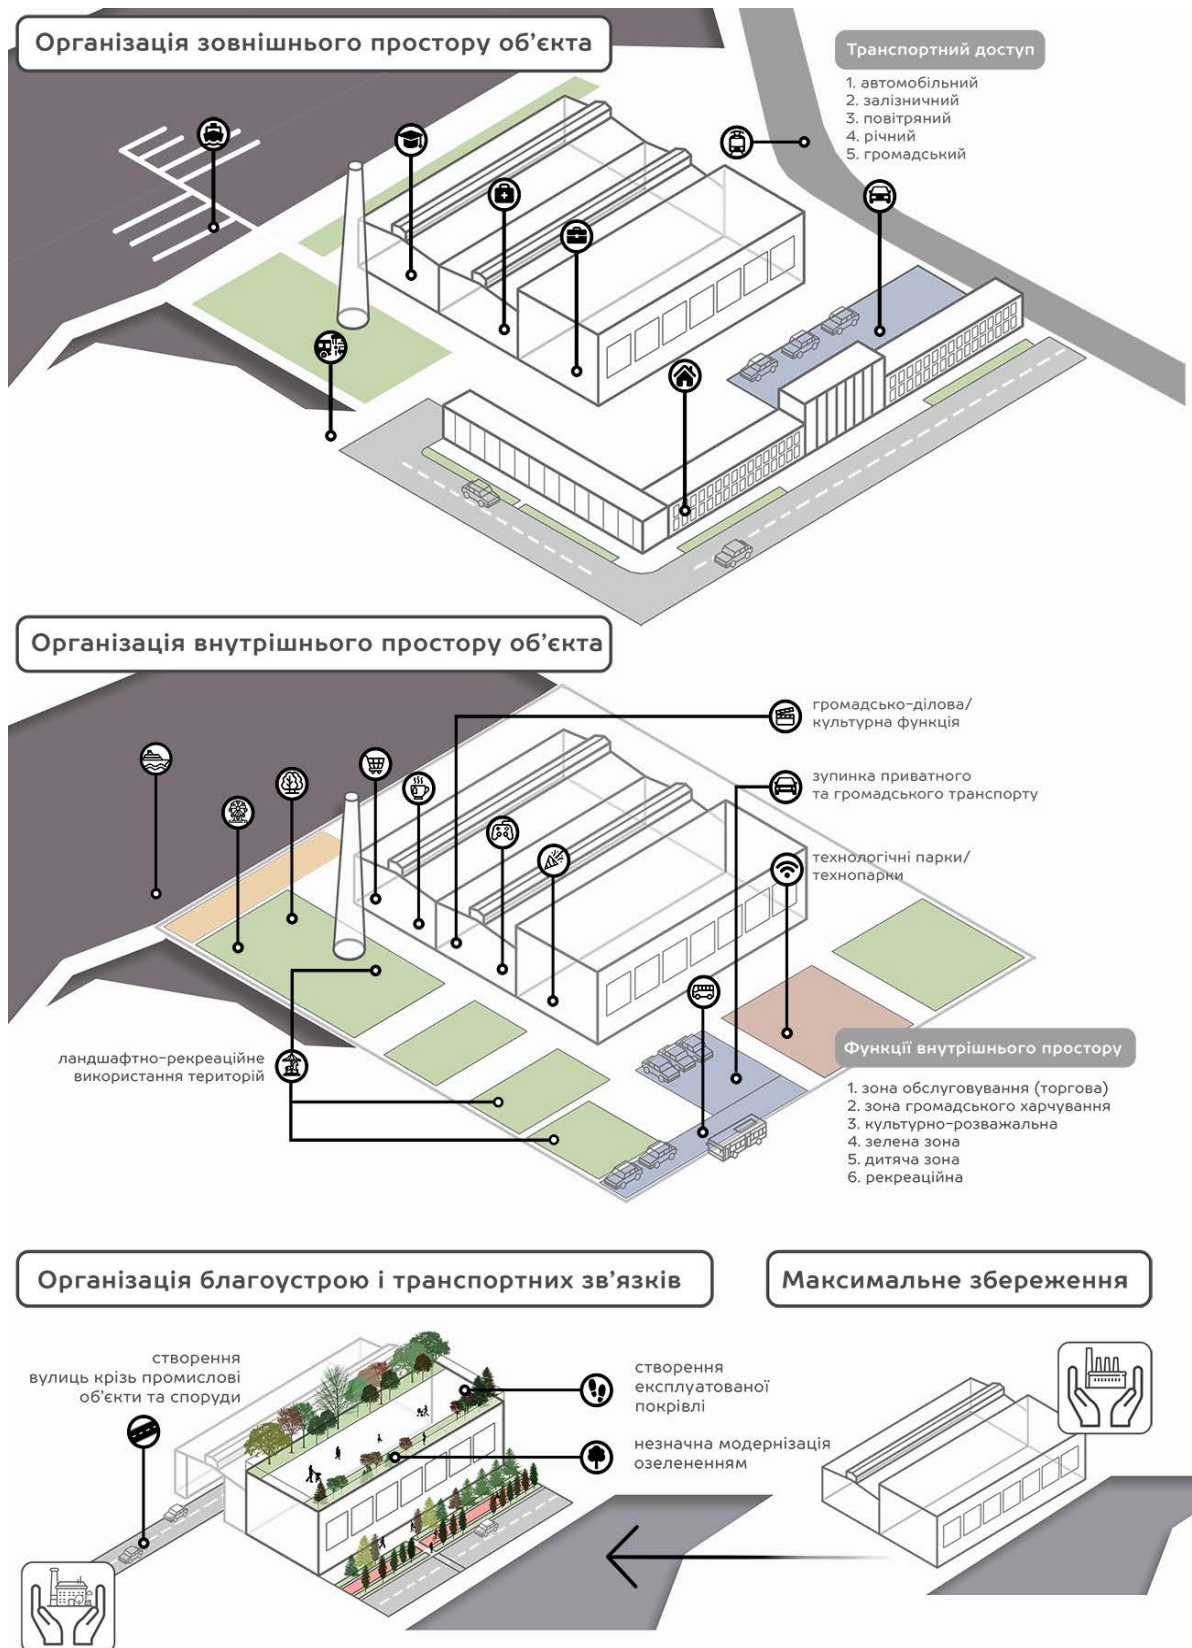 Організація зовнішнього простору об’єкта
Транспортний доступ
1. автомобільний
2. залізничний
3. повітряний
4. річний
5. громадський
Організація внутрішнього простору об’єкта
громадсько-ділова/
культурна функція
зупинка приватного
та громадського транспорту
технологічні парки/
технопарки
ландшафтно-рекреаційне
використання територій
Функції внутрішнього простору
1. зона обслуговування (торгова)
2. зона громадського харчування
3. культурно-розважальна
4. зелена зона
5. дитяча зона
6. рекреаційна
Організація благоустрою і транспортних зв’язків
Максимальне збереження
створення
вулиць крізь промислові
об’єкти та споруди
створення
експлуатованої
покрівлі
незначна модернізація
озелененням